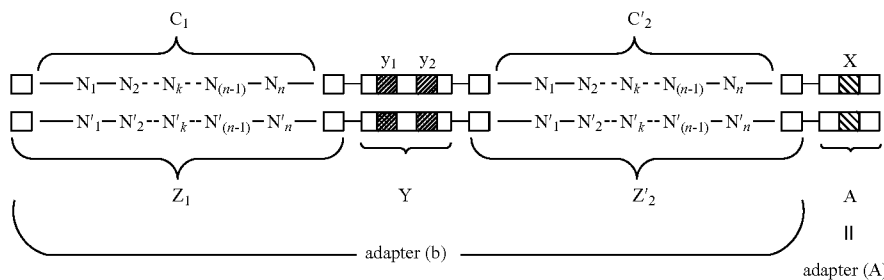 C₁ C'₂
y₁ y₂ X
N₁ N₂ Nₖ N₍ₙ₋₁₎ Nₙ N₁ N₂ Nₖ N₍ₙ₋₁₎ Nₙ
N'₁ N'₂ N'ₖ N'₍ₙ₋₁₎ N'ₙ N'₁ N'₂ N'ₖ N'₍ₙ₋₁₎ N'ₙ
Z₁ Y Z'₂ A
=
adapter (b)
adapter (A)